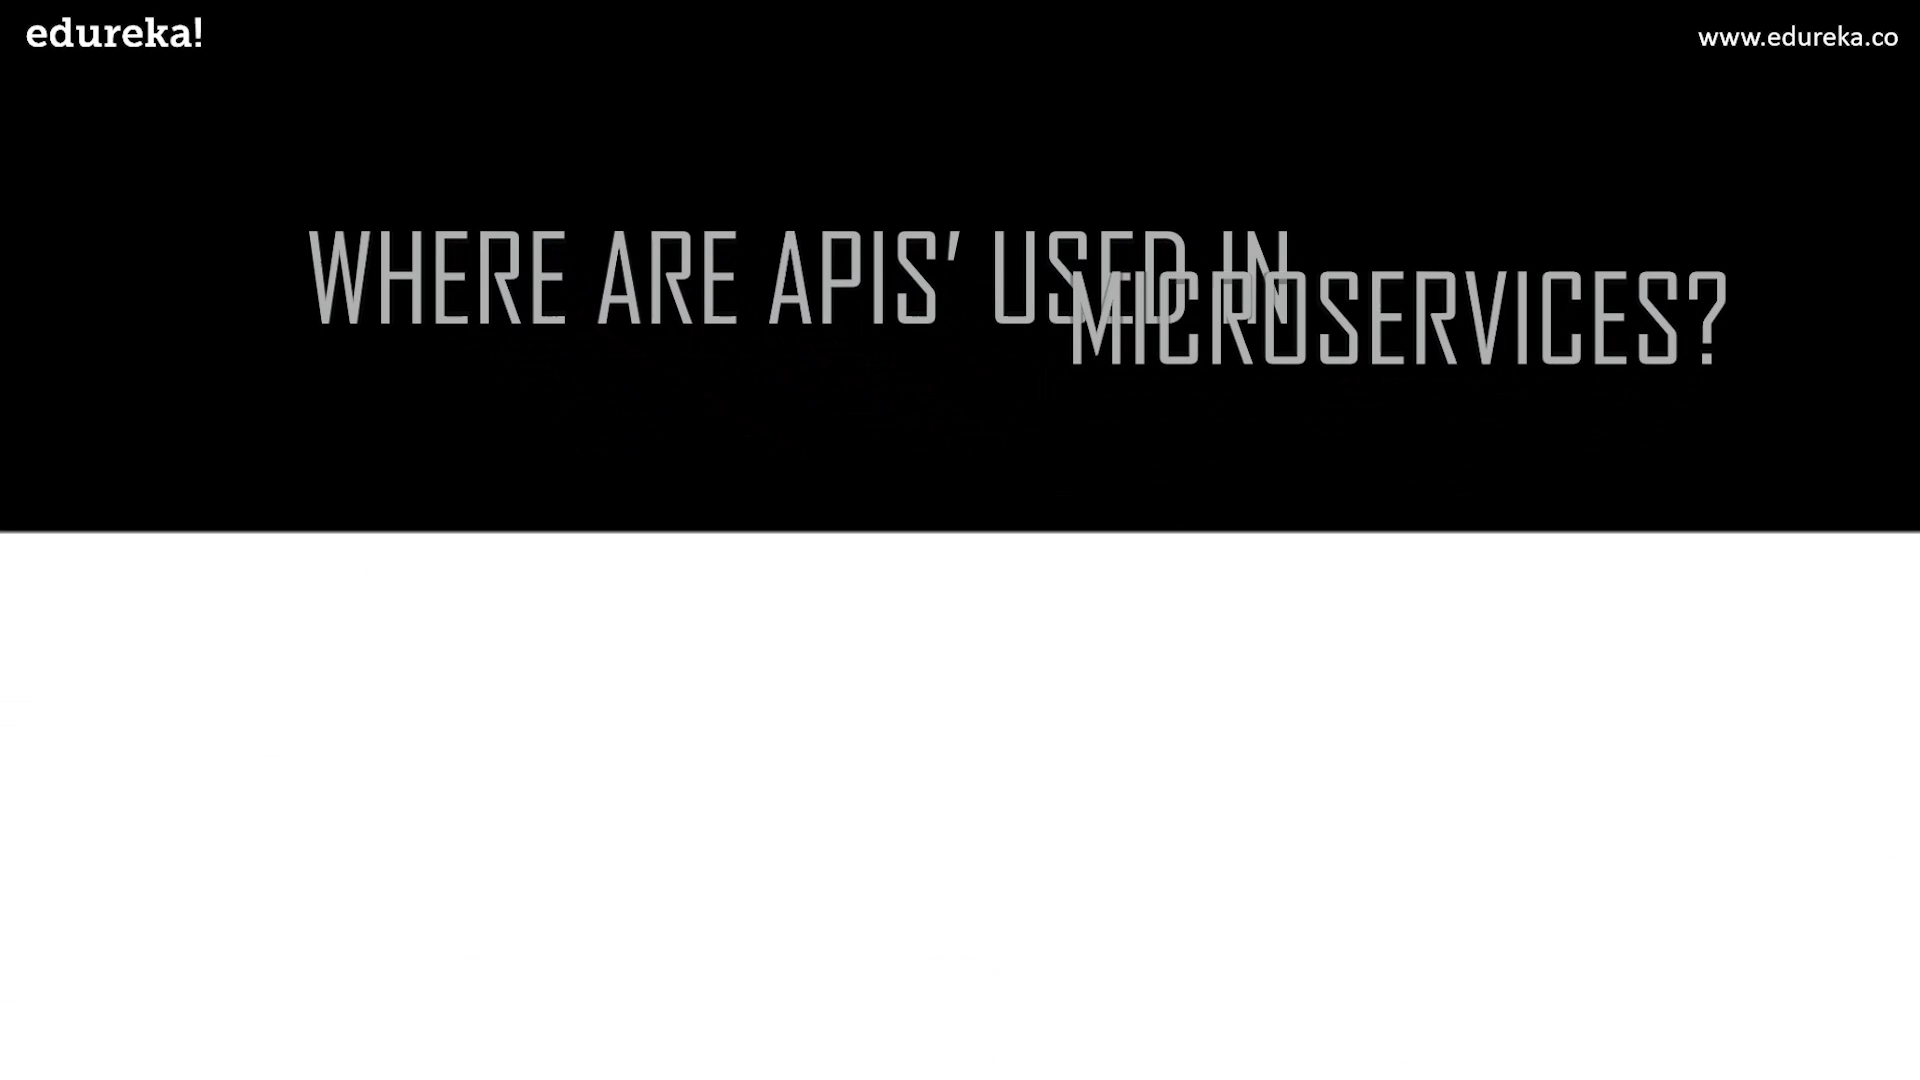 edureka!
www.edureka.co
WHERE ARE APIS’ USED IN
MICROSERVICES?